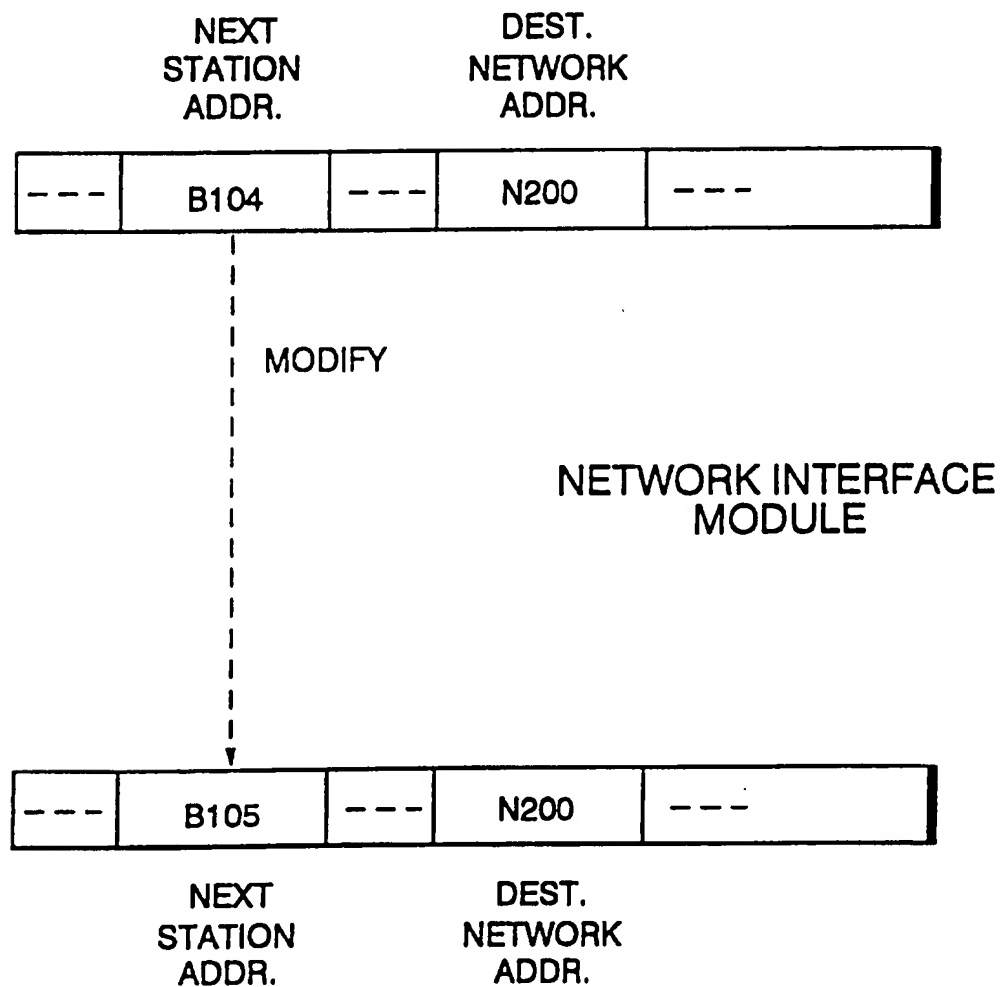 NEXT STATION ADDR.
DEST. NETWORK ADDR.
--- B104 --- N200 ---
MODIFY
NETWORK INTERFACE
MODULE
--- B105 --- N200 ---
NEXT STATION ADDR.
DEST. NETWORK ADDR.